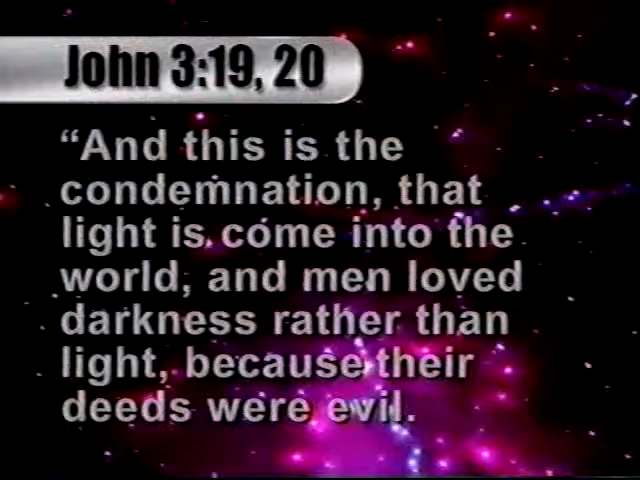 John 3:19, 20
“And this is the
condemnation, that
light is come into the
world, and men loved
darkness rather than
light, because their
deeds were evil.